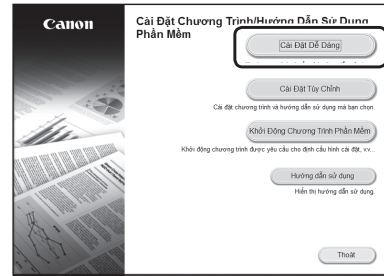 Canon
Cài Đặt Chương Trình/Hướng Dẫn Sử Dụng
Phần Mềm
Cài Đặt Dễ Dàng
Cài Đặt Tùy Chỉnh
Cài đặt chương trình và hướng dẫn sử dụng mà bạn chọn.
Khởi Động Chương Trình Phần Mềm
Khởi động chương trình được yêu cầu cho định cấu hình cài đặt, v.v...
Hướng dẫn sử dụng
Hiển thị hướng dẫn sử dụng.
Thoát